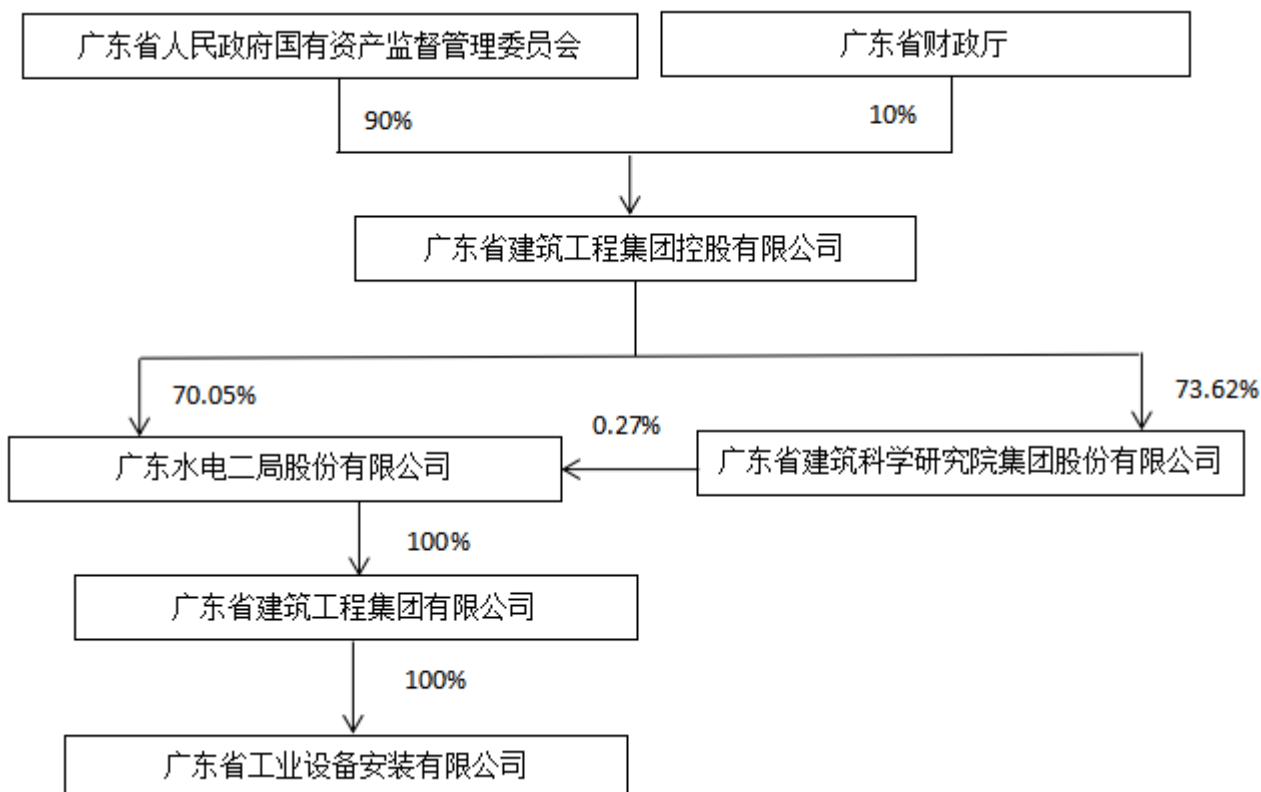 广东省人民政府国有资产监督管理委员会
广东省财政厅
90%
10%
广东省建筑工程集团控股有限公司
70.05%
73.62%
0.27%
广东水电二局股份有限公司
广东省建筑科学研究院集团股份有限公司
100%
广东省建筑工程集团有限公司
100%
广东省工业设备安装有限公司